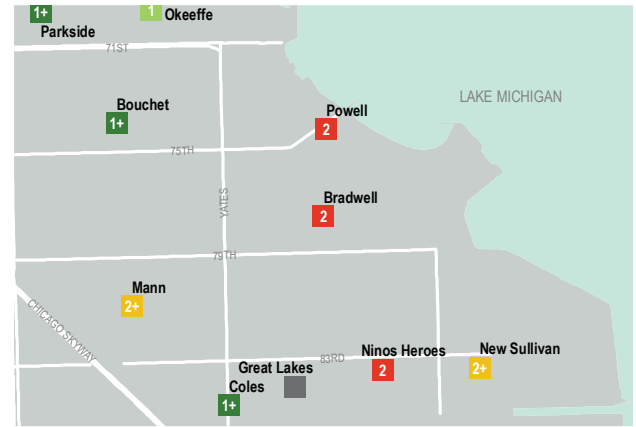 1+
Parkside
1
Okeeffe
71ST
LAKE MICHIGAN
Bouchet
1+
Powell
2
75TH
YATES
Bradwell
2
79TH
Mann
2+
CHICAGO SKYWAY
83RD
Ninos Heroes
2
New Sullivan
2+
Great Lakes
Coles
1+